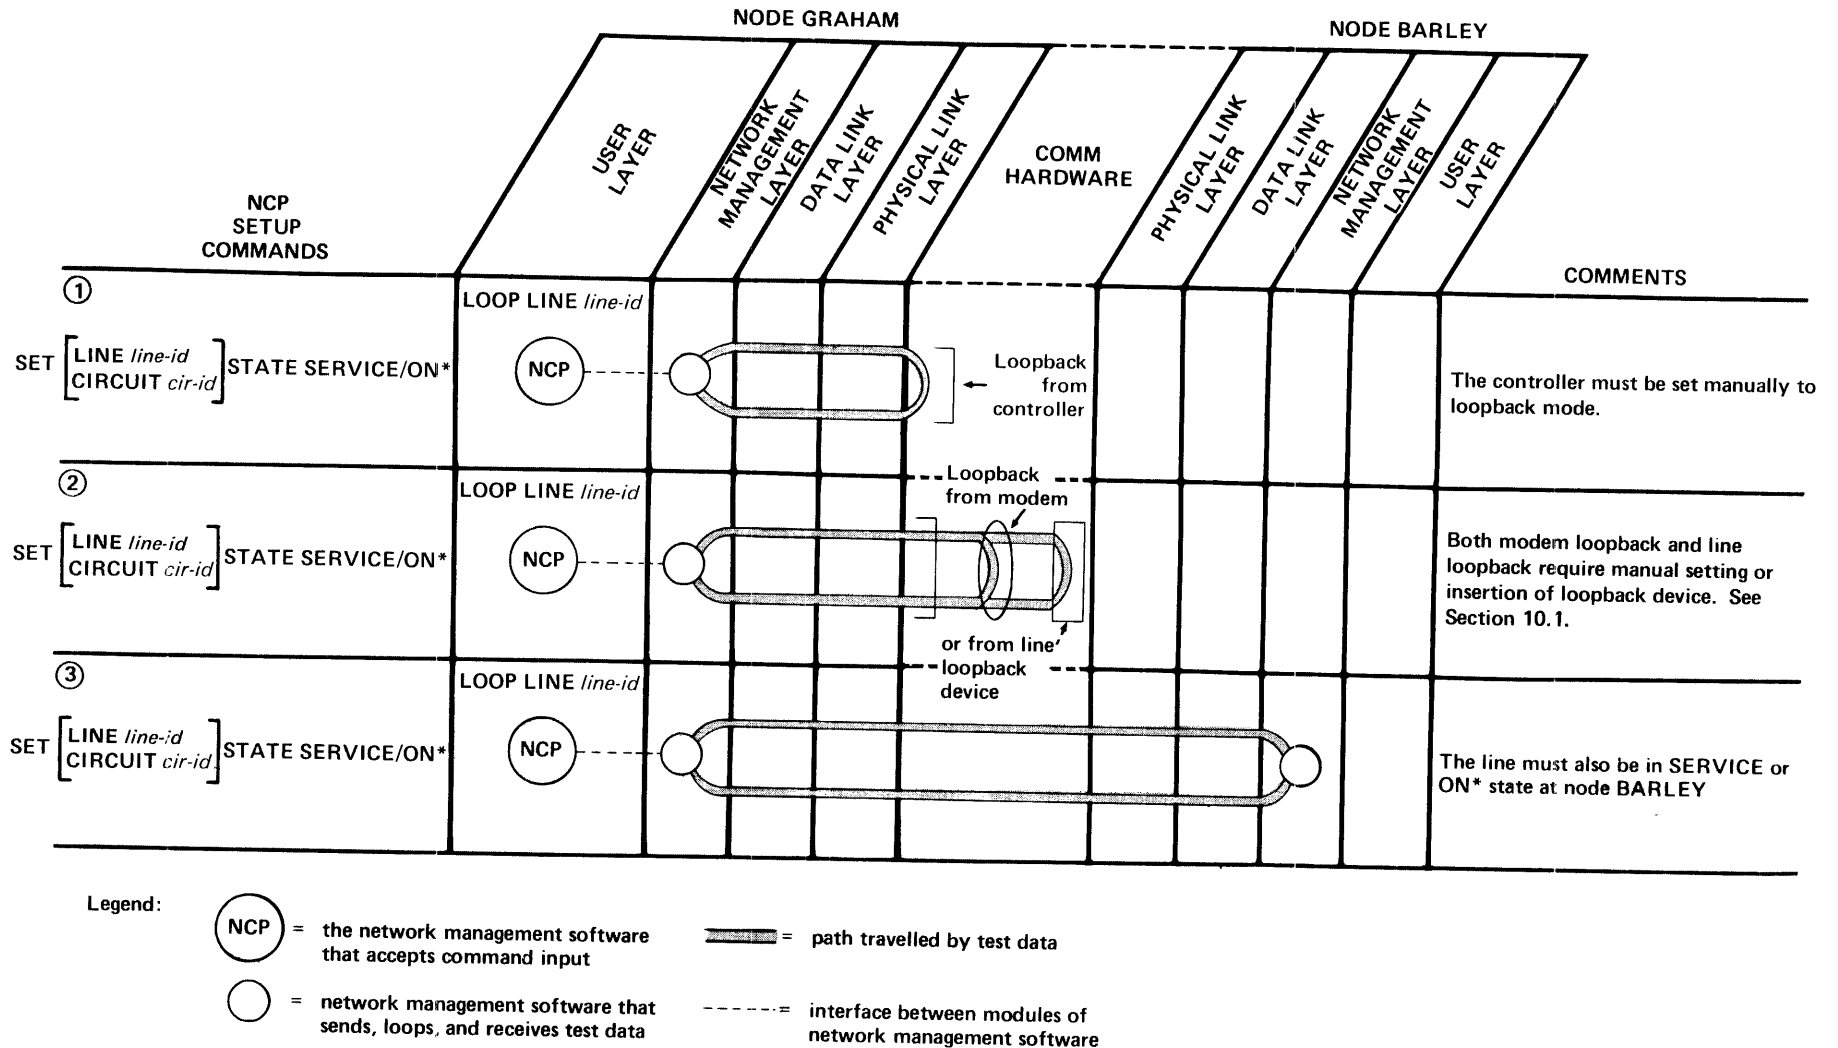 NODE GRAHAM
NODE BARLEY
USER
LAYER
NETWORK
MANAGEMENT
LAYER
DATA LINK
LAYER
PHYSICAL LINK
LAYER
COMM
HARDWARE
PHYSICAL LINK
LAYER
DATA LINK
LAYER
NETWORK
MANAGEMENT
LAYER
USER
LAYER
NCP
SETUP
COMMANDS
COMMENTS
1
LOOP LINE line-id
SET [LINE line-id
CIRCUIT cir-id] STATE SERVICE/ON*
NCP
Loopback
from
controller
The controller must be set manually to
loopback mode.
2
LOOP LINE line-id
SET [LINE line-id
CIRCUIT cir-id] STATE SERVICE/ON*
NCP
Loopback
from modem
or from line
loopback
device
Both modem loopback and line
loopback require manual setting or
insertion of loopback device. See
Section 10.1.
3
LOOP LINE line-id
SET [LINE line-id
CIRCUIT cir-id] STATE SERVICE/ON*
NCP
The line must also be in SERVICE or
ON* state at node BARLEY
Legend:
NCP = the network management software
that accepts command input
= path travelled by test data
= network management software that
sends, loops, and receives test data
= interface between modules of
network management software